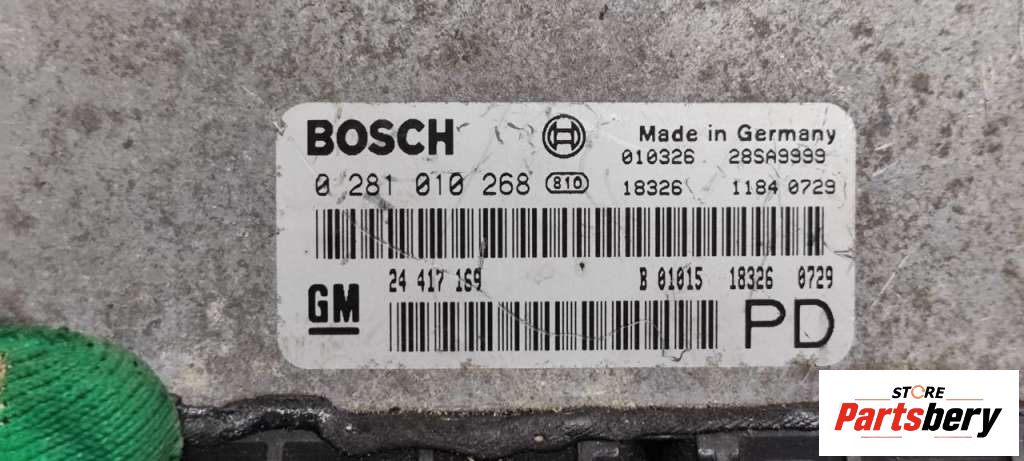 BOSCH
Made in Germany
010326 28SA9999
0 281 010 268 810
18326 1184 0729
GM
24 417 169
B 01015 18326 0729
PD
STORE
Partsbery